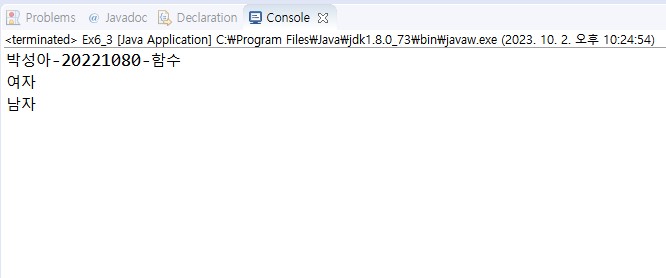 Problems @ Javadoc Declaration Console
<terminated> Ex6_3 [Java Application] C:₩Program Files₩Java₩jdk1.8.0_73₩bin₩javaw.exe (2023. 10. 2. 오후 10:24:54)
박성아-20221080-함수
여자
남자